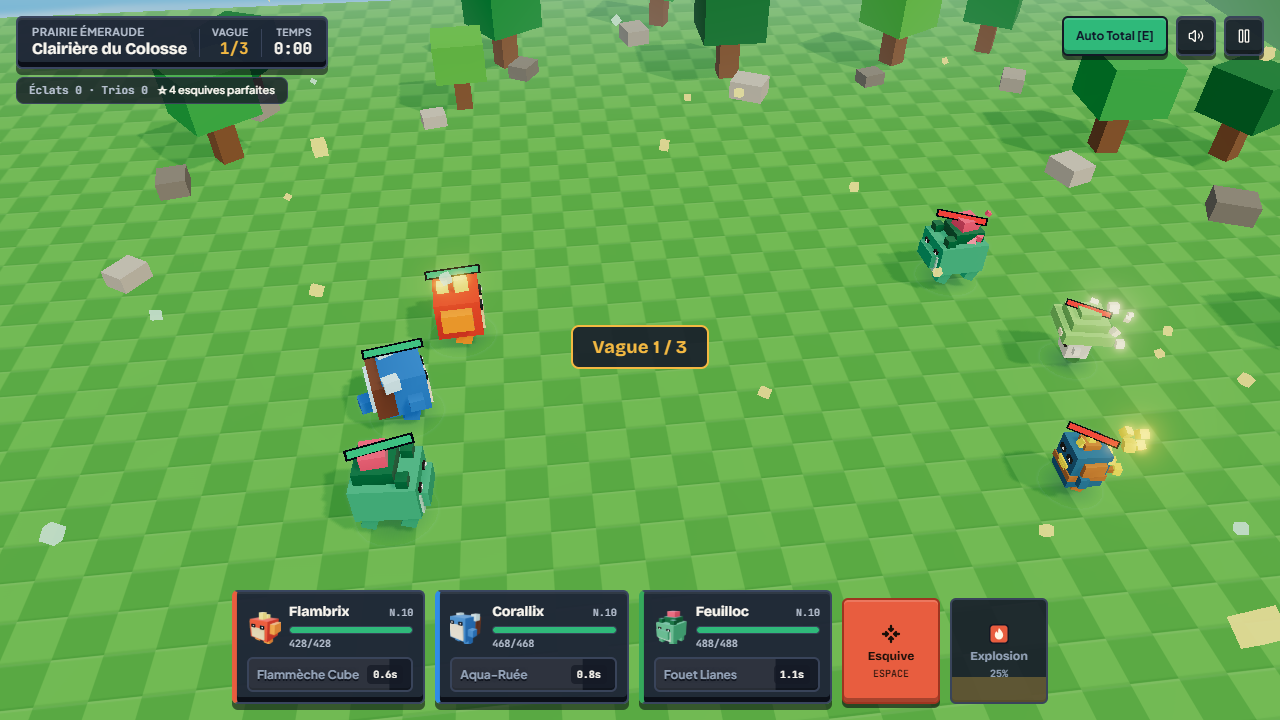 PRAIRIE ÉMERAUDE
Clairière du Colosse
VAGUE
1/3
TEMPS
0:00
Éclats 0 · Trios 0 ★ 4 esquives parfaites
Auto Total [E]
Vague 1 / 3
Flambrix N.10
428/428
Flammèche Cube 0.6s
Corallix N.10
468/468
Aqua-Ruée 0.8s
Feuilloc N.10
488/488
Fouet Lianes 1.1s
Esquive
ESPACE
Explosion
25%